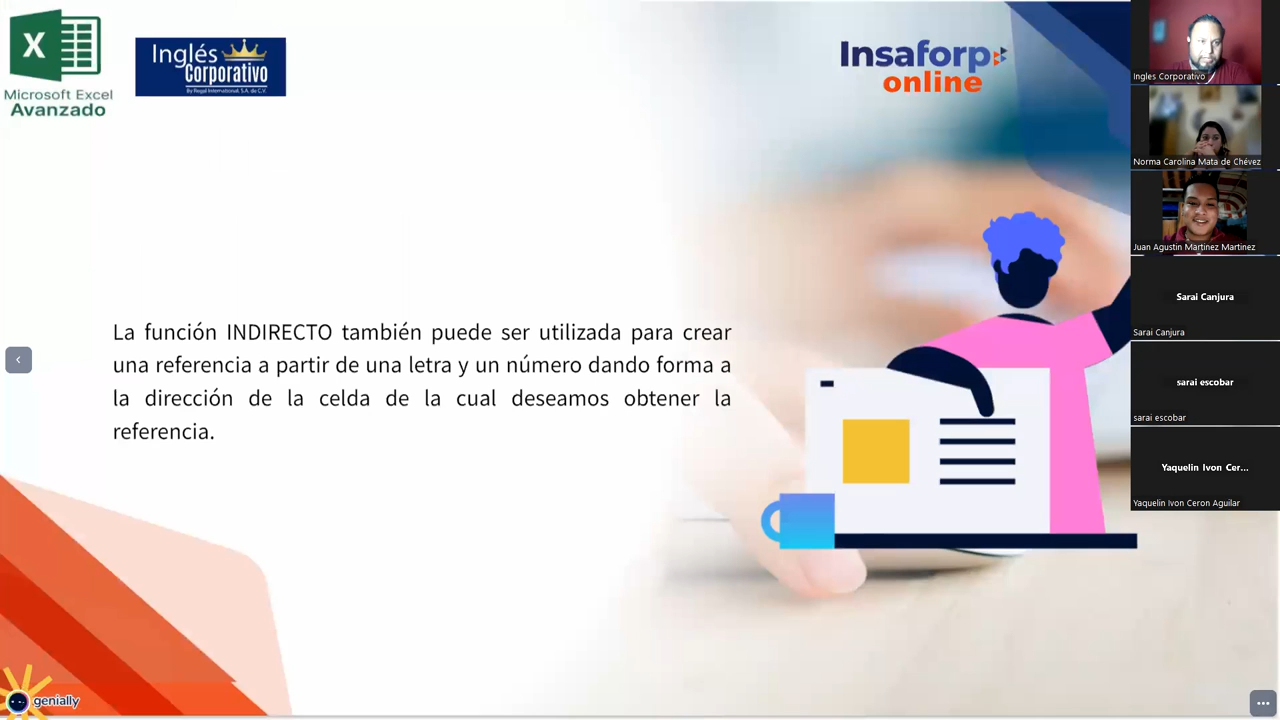 Microsoft Excel
Avanzado
Inglés
Corporativo
By Regal International, S.A. de C.V.
Insaforp
online
La función INDIRECTO también puede ser utilizada para crear
una referencia a partir de una letra y un número dando forma a
la dirección de la celda de la cual deseamos obtener la
referencia.
genially
Ingles Corporativo
Norma Carolina Mata de Chévez
Juan Agustin Martinez Martinez
Sarai Canjura
Sarai Canjura
sarai escobar
sarai escobar
Yaquelin Ivon Cer...
Yaquelin Ivon Ceron Aguilar